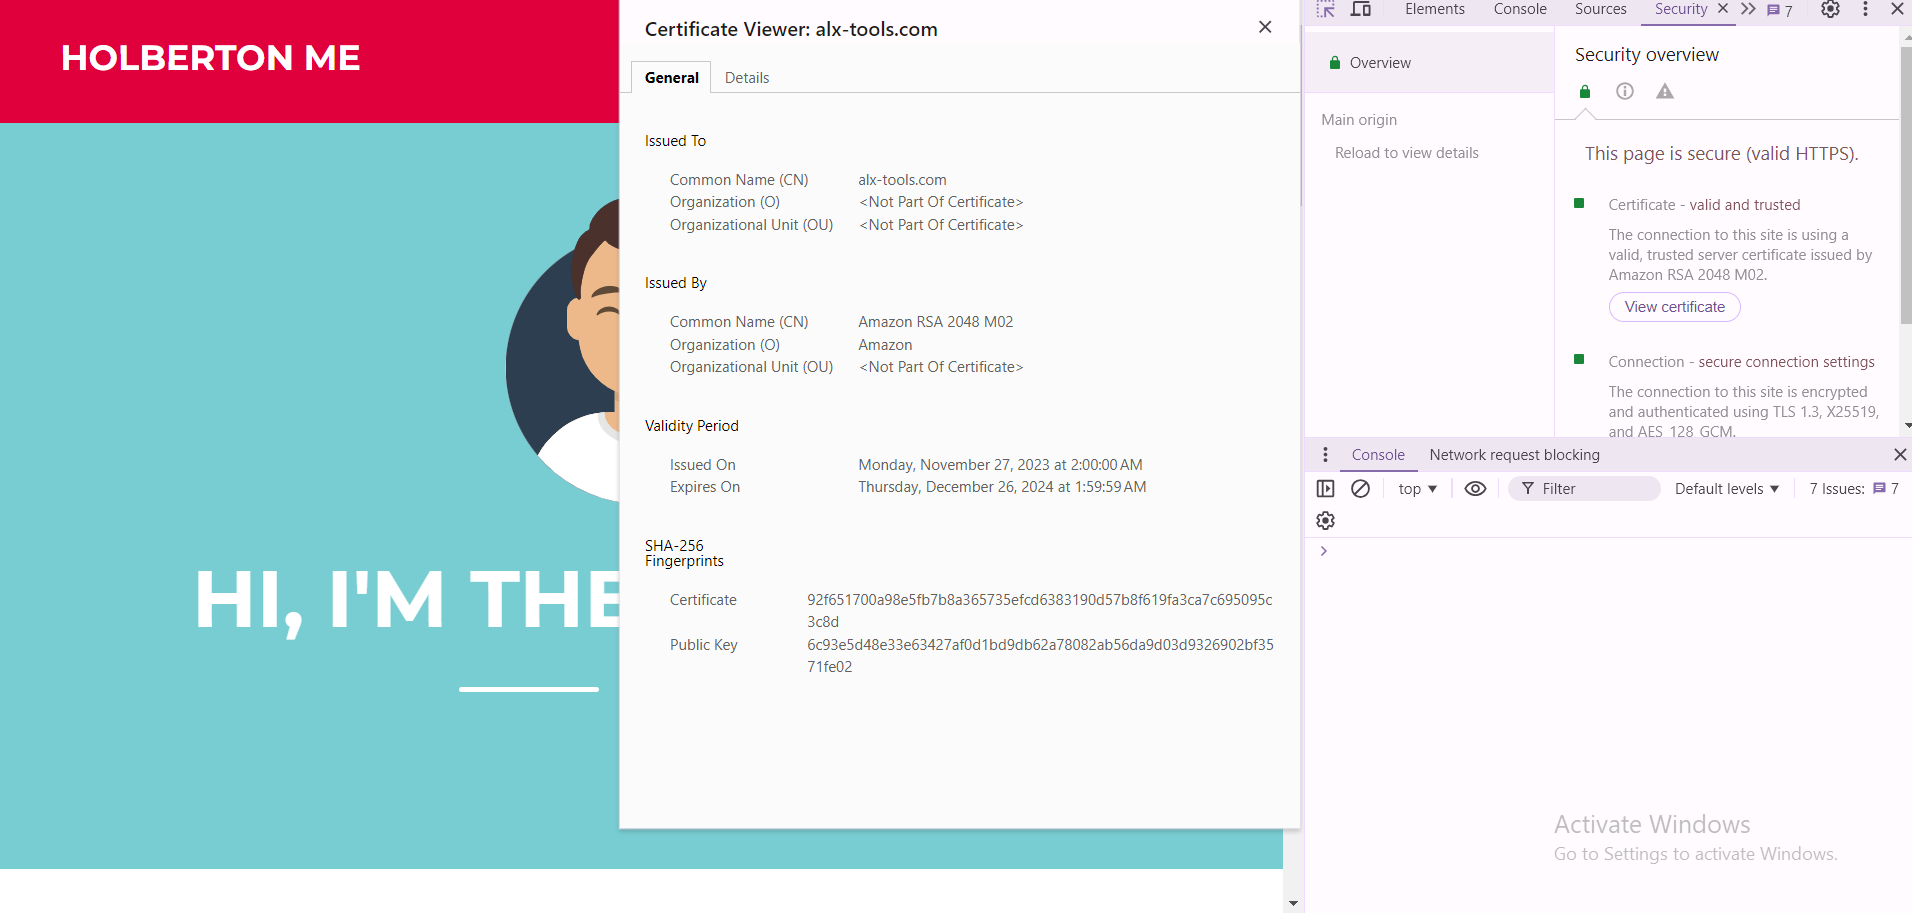 HOLBERTON ME
HI, I'M THE
Certificate Viewer: alx-tools.com
General Details
Issued To
Common Name (CN) alx-tools.com
Organization (O) <Not Part Of Certificate>
Organizational Unit (OU) <Not Part Of Certificate>
Issued By
Common Name (CN) Amazon RSA 2048 M02
Organization (O) Amazon
Organizational Unit (OU) <Not Part Of Certificate>
Validity Period
Issued On Monday, November 27, 2023 at 2:00:00 AM
Expires On Thursday, December 26, 2024 at 1:59:59 AM
SHA-256
Fingerprints
Certificate 92f651700a98e5fb7b8a365735efcd6383190d57b8f619fa3ca7c695095c
3c8d
Public Key 6c93e5d48e33e63427af0d1bd9db62a78082ab56da9d03d9326902bf35
71fe02
Elements Console Sources Security 7
Overview
Main origin
Reload to view details
Security overview
This page is secure (valid HTTPS).
Certificate - valid and trusted
The connection to this site is using a
valid, trusted server certificate issued by
Amazon RSA 2048 M02.
View certificate
Connection - secure connection settings
The connection to this site is encrypted
and authenticated using TLS 1.3, X25519,
and AES_128_GCM.
Console Network request blocking
top Filter Default levels 7 Issues: 7
Activate Windows
Go to Settings to activate Windows.